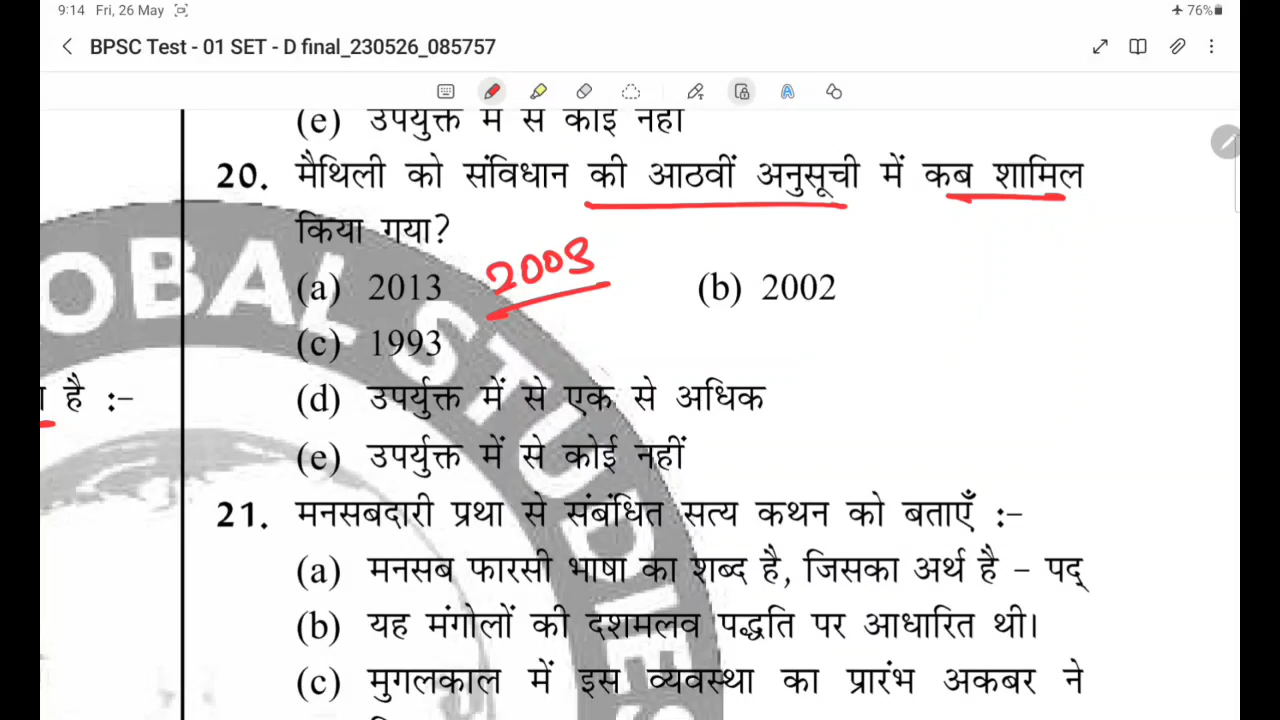 9:14 Fri, 26 May
76%
BPSC Test - 01 SET - D final_230526_085757
(e) उपर्युक्त में से कोई नहीं
20. मैथिली को संविधान की आठवीं अनुसूची में कब शामिल
किया गया?
2003
(a) 2013 (b) 2002
(c) 1993
है :-
(d) उपर्युक्त में से एक से अधिक
(e) उपर्युक्त में से कोई नहीं
21. मनसबदारी प्रथा से संबंधित सत्य कथन को बताएँ :-
(a) मनसब फारसी भाषा का शब्द है, जिसका अर्थ है – पद्
(b) यह मंगोलों की दशमलव पद्धति पर आधारित थी।
(c) मुगलकाल में इस व्यवस्था का प्रारंभ अकबर ने
OBAL STUDIES